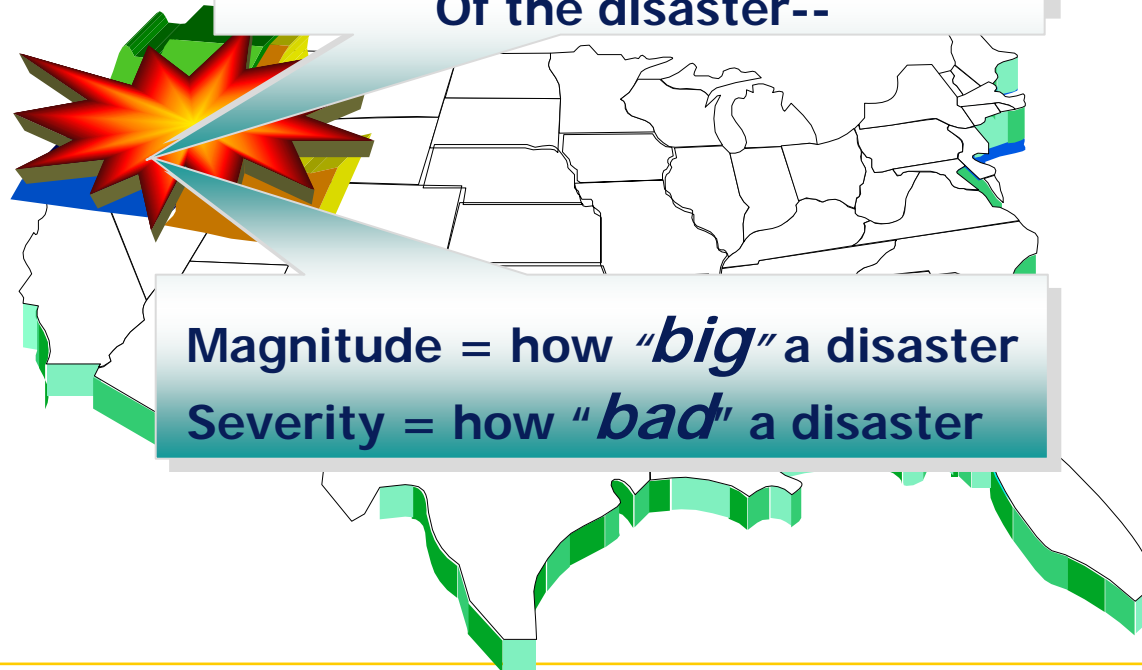 Of the disaster--
Magnitude = how “big” a disaster
Severity = how “bad” a disaster